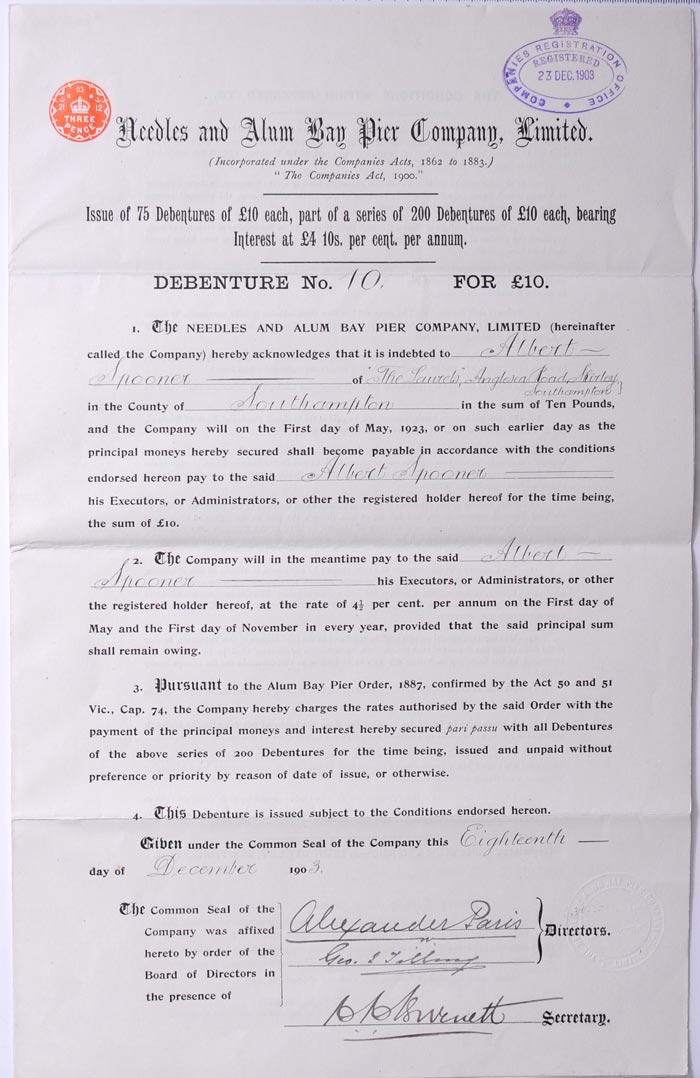 COMPANIES REGISTRATION OFFICE
REGISTERED
23 DEC. 1903
03
21 12
THREE PENCE
Needles and Alum Bay Pier Company, Limited.
(Incorporated under the Companies Acts, 1862 to 1883.)
"The Companies Act, 1900."
Issue of 75 Debentures of £10 each, part of a series of 200 Debentures of £10 each, bearing
Interest at £4 10s. per cent. per annum.
DEBENTURE No. 10. FOR £10.
1. The NEEDLES AND ALUM BAY PIER COMPANY, LIMITED (hereinafter
called the Company) hereby acknowledges that it is indebted to Albert
Spooner of "The Laurels", Anglesea Road, Shirley,
Southampton
in the County of Southampton in the sum of Ten Pounds,
and the Company will on the First day of May, 1923, or on such earlier day as the
principal moneys hereby secured shall become payable in accordance with the conditions
endorsed hereon pay to the said Albert Spooner
his Executors, or Administrators, or other the registered holder hereof for the time being,
the sum of £10.
2. The Company will in the meantime pay to the said Albert
Spooner his Executors, or Administrators, or other
the registered holder hereof, at the rate of 4½ per cent. per annum on the First day of
May and the First day of November in every year, provided that the said principal sum
shall remain owing.
3. Pursuant to the Alum Bay Pier Order, 1887, confirmed by the Act 50 and 51
Vic., Cap. 74, the Company hereby charges the rates authorised by the said Order with the
payment of the principal moneys and interest hereby secured pari passu with all Debentures
of the above series of 200 Debentures for the time being, issued and unpaid without
preference or priority by reason of date of issue, or otherwise.
4. This Debenture is issued subject to the Conditions endorsed hereon.
Given under the Common Seal of the Company this Eighteenth
day of December 1903.
The Common Seal of the
Company was affixed
hereto by order of the
Board of Directors in
the presence of
Alexander Paris
Geo.
Directors.
Secretary.